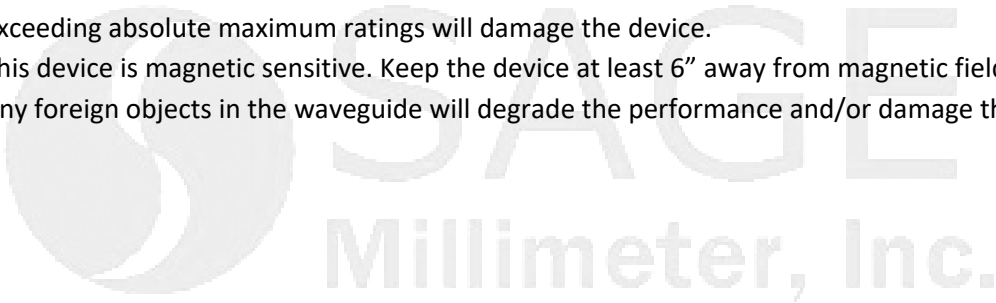 xceeding absolute maximum ratings will damage the device.
his device is magnetic sensitive. Keep the device at least 6” away from magnetic field
ny foreign objects in the waveguide will degrade the performance and/or damage th
SAGE
Millimeter, Inc.